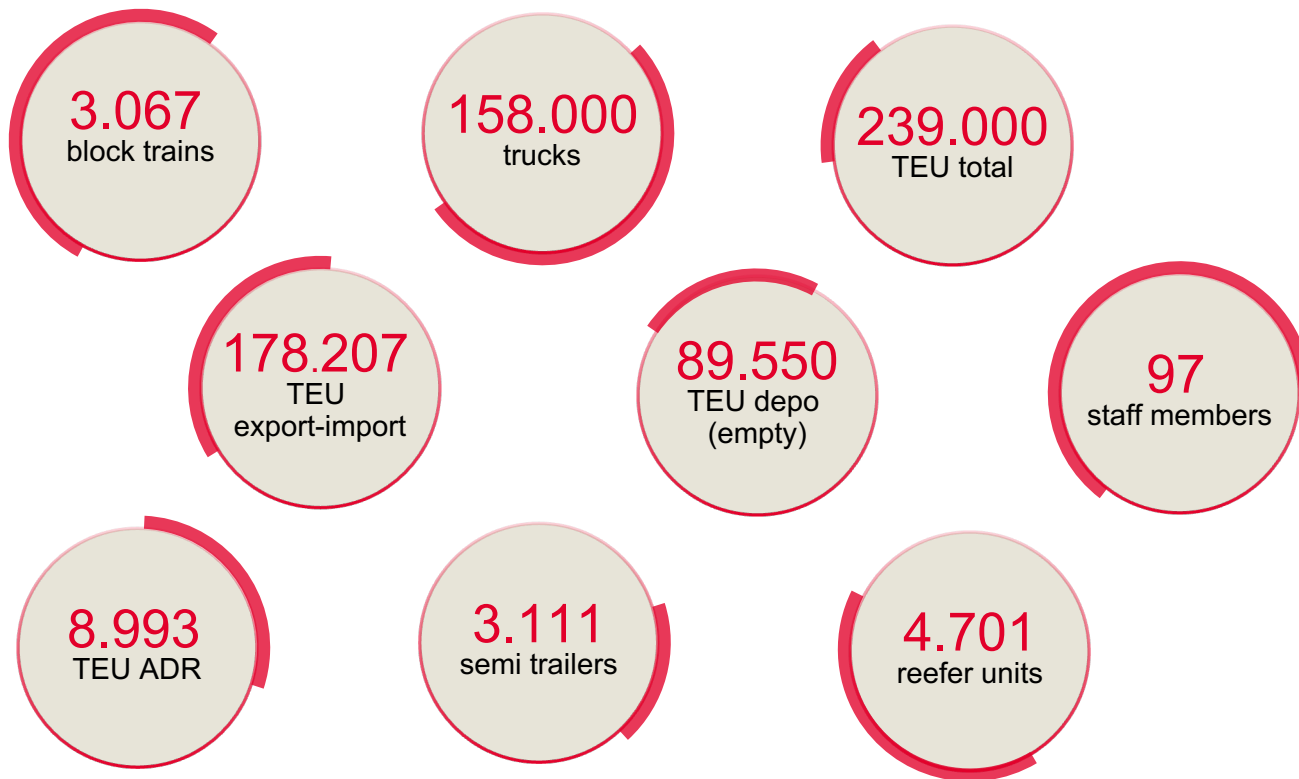 3.067
block trains
158.000
trucks
239.000
TEU total
178.207
TEU
export-import
89.550
TEU depo
(empty)
97
staff members
8.993
TEU ADR
3.111
semi trailers
4.701
reefer units